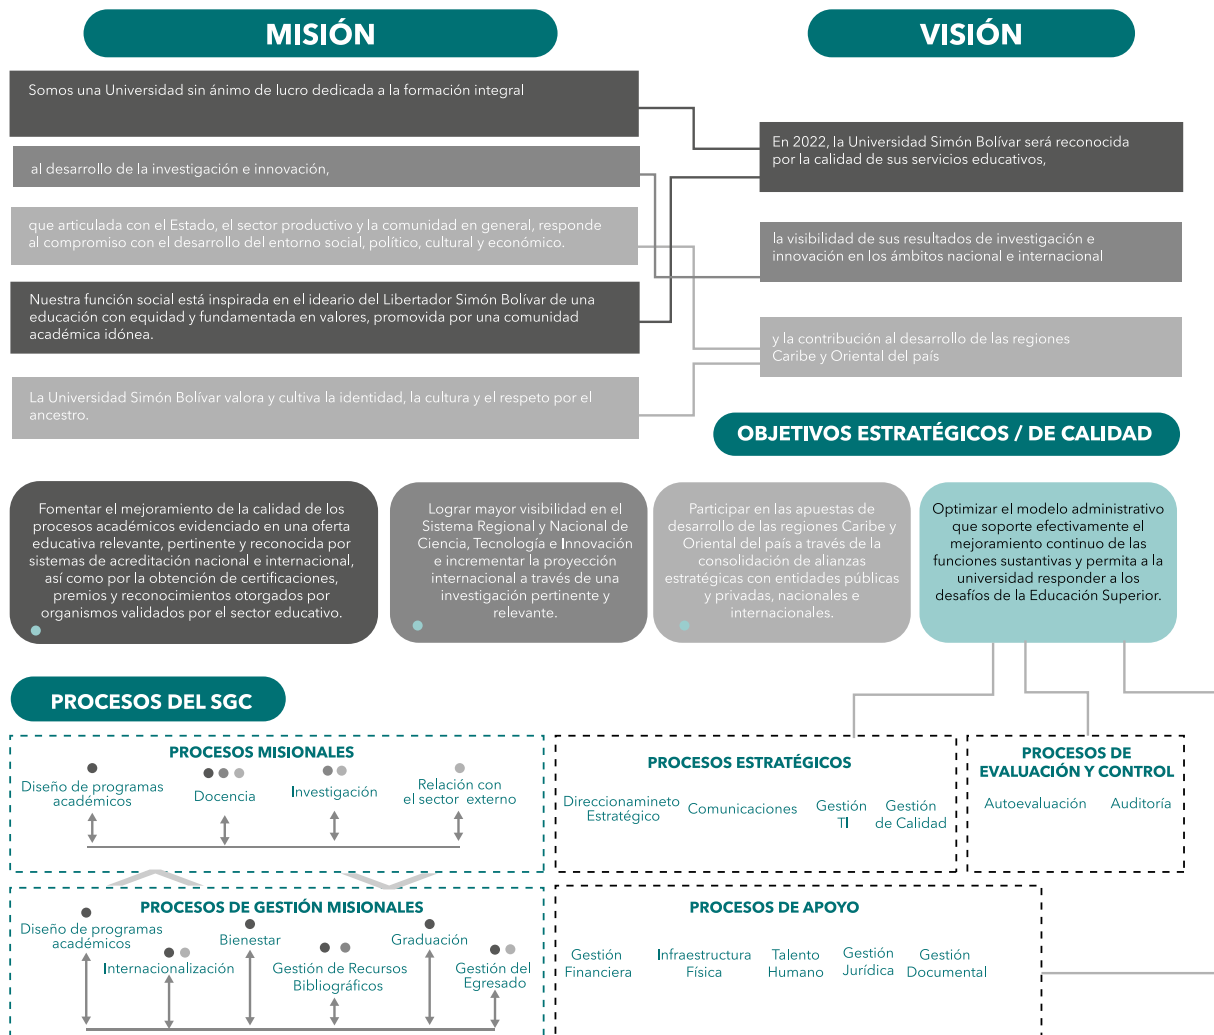 MISIÓN
Somos una Universidad sin ánimo de lucro dedicada a la formación integral
al desarrollo de la investigación e innovación,
que articulada con el Estado, el sector productivo y la comunidad en general, responde
al compromiso con el desarrollo del entorno social, político, cultural y económico.
Nuestra función social está inspirada en el ideario del Libertador Simón Bolívar de una
educación con equidad y fundamentada en valores, promovida por una comunidad
académica idónea.
La Universidad Simón Bolívar valora y cultiva la identidad, la cultura y el respeto por el
ancestro.
VISIÓN
En 2022, la Universidad Simón Bolívar será reconocida
por la calidad de sus servicios educativos,
la visibilidad de sus resultados de investigación e
innovación en los ámbitos nacional e internacional
y la contribución al desarrollo de las regiones
Caribe y Oriental del país
OBJETIVOS ESTRATÉGICOS / DE CALIDAD
Fomentar el mejoramiento de la calidad de los
procesos académicos evidenciado en una oferta
educativa relevante, pertinente y reconocida por
sistemas de acreditación nacional e internacional,
así como por la obtención de certificaciones,
premios y reconocimientos otorgados por
organismos validados por el sector educativo.
Lograr mayor visibilidad en el
Sistema Regional y Nacional de
Ciencia, Tecnología e Innovación
e incrementar la proyección
internacional a través de una
investigación pertinente y
relevante.
Participar en las apuestas de
desarrollo de las regiones Caribe y
Oriental del país a través de la
consolidación de alianzas
estratégicas con entidades públicas
y privadas, nacionales e
internacionales.
Optimizar el modelo administrativo
que soporte efectivamente el
mejoramiento continuo de las
funciones sustantivas y permita a la
universidad responder a los
desafíos de la Educación Superior.
PROCESOS DEL SGC
PROCESOS MISIONALES
Diseño de programas
académicos
Docencia
Investigación
Relación con
el sector externo
PROCESOS ESTRATÉGICOS
Direccionamineto
Estratégico
Comunicaciones
Gestión
TI
Gestión
de Calidad
PROCESOS DE
EVALUACIÓN Y CONTROL
Autoevaluación
Auditoría
PROCESOS DE GESTIÓN MISIONALES
Diseño de programas
académicos
Internacionalización
Bienestar
Gestión de Recursos
Bibliográficos
Graduación
Gestión del
Egresado
PROCESOS DE APOYO
Gestión
Financiera
Infraestructura
Física
Talento
Humano
Gestión
Jurídica
Gestión
Documental